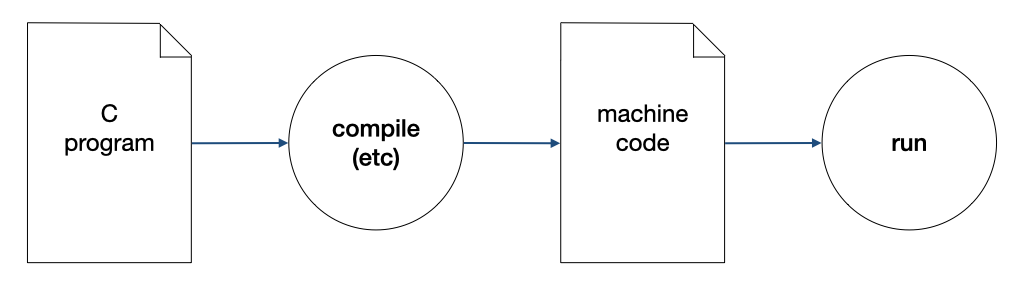 C
program
compile
(etc)
machine
code
run